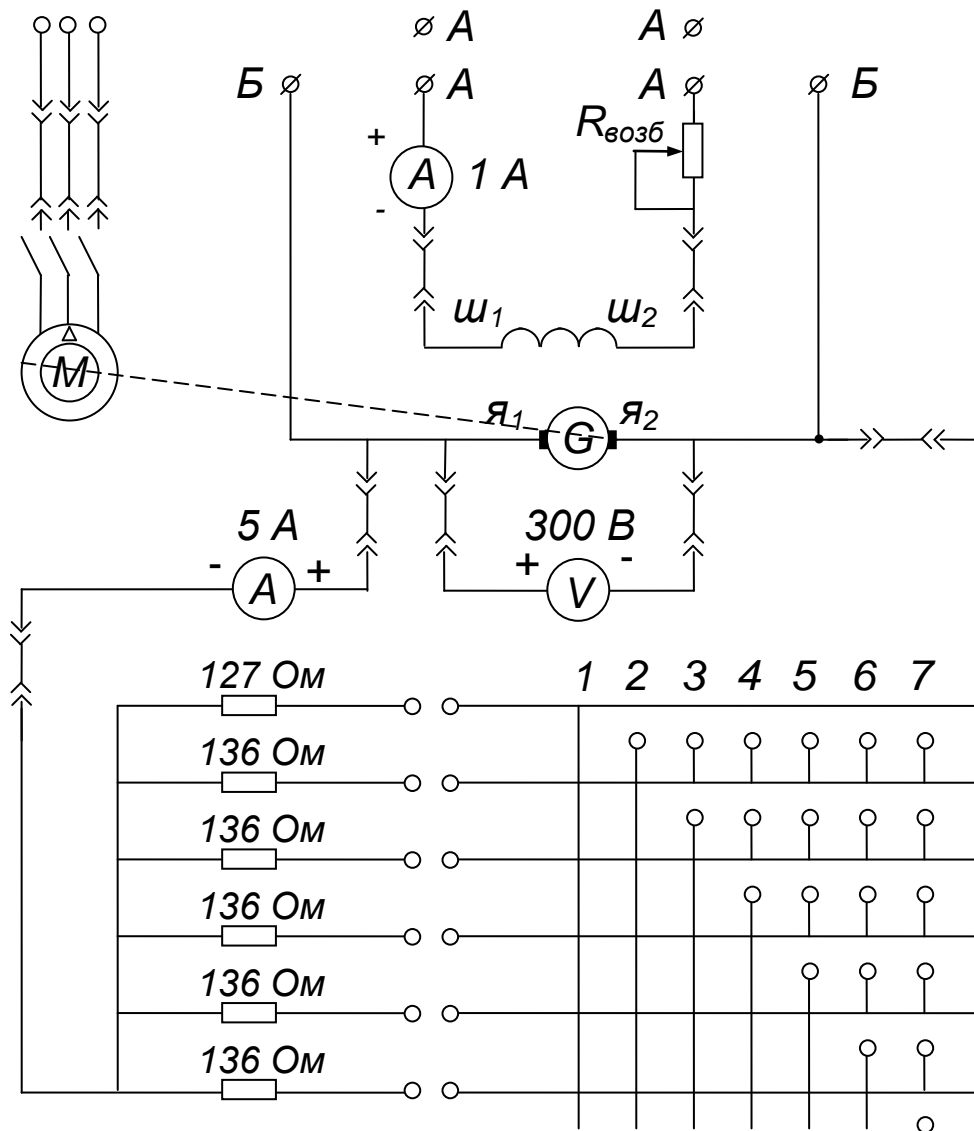 А А
Б А А Б
Rвозб
+
А 1 А
-
ш1 ш2
М
я1 G я2
5 А 300 В
- А + + V -
127 Ом 1 2 3 4 5 6 7
136 Ом
136 Ом
136 Ом
136 Ом
136 Ом